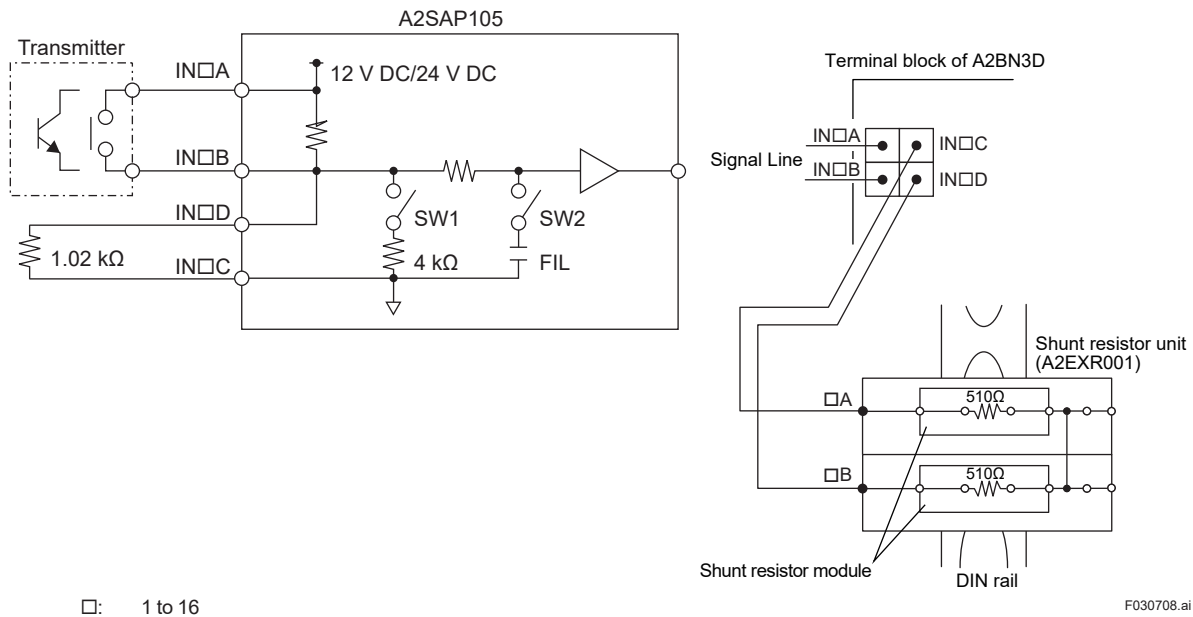 A2SAP105
Transmitter
IN□A
12 V DC/24 V DC
IN□B
IN□D
SW1
SW2
1.02 kΩ
IN□C
4 kΩ
FIL
Terminal block of A2BN3D
Signal Line
IN□A
IN□C
IN□B
IN□D
Shunt resistor unit
(A2EXR001)
□A
510Ω
□B
510Ω
Shunt resistor module
DIN rail
□: 1 to 16
F030708.ai